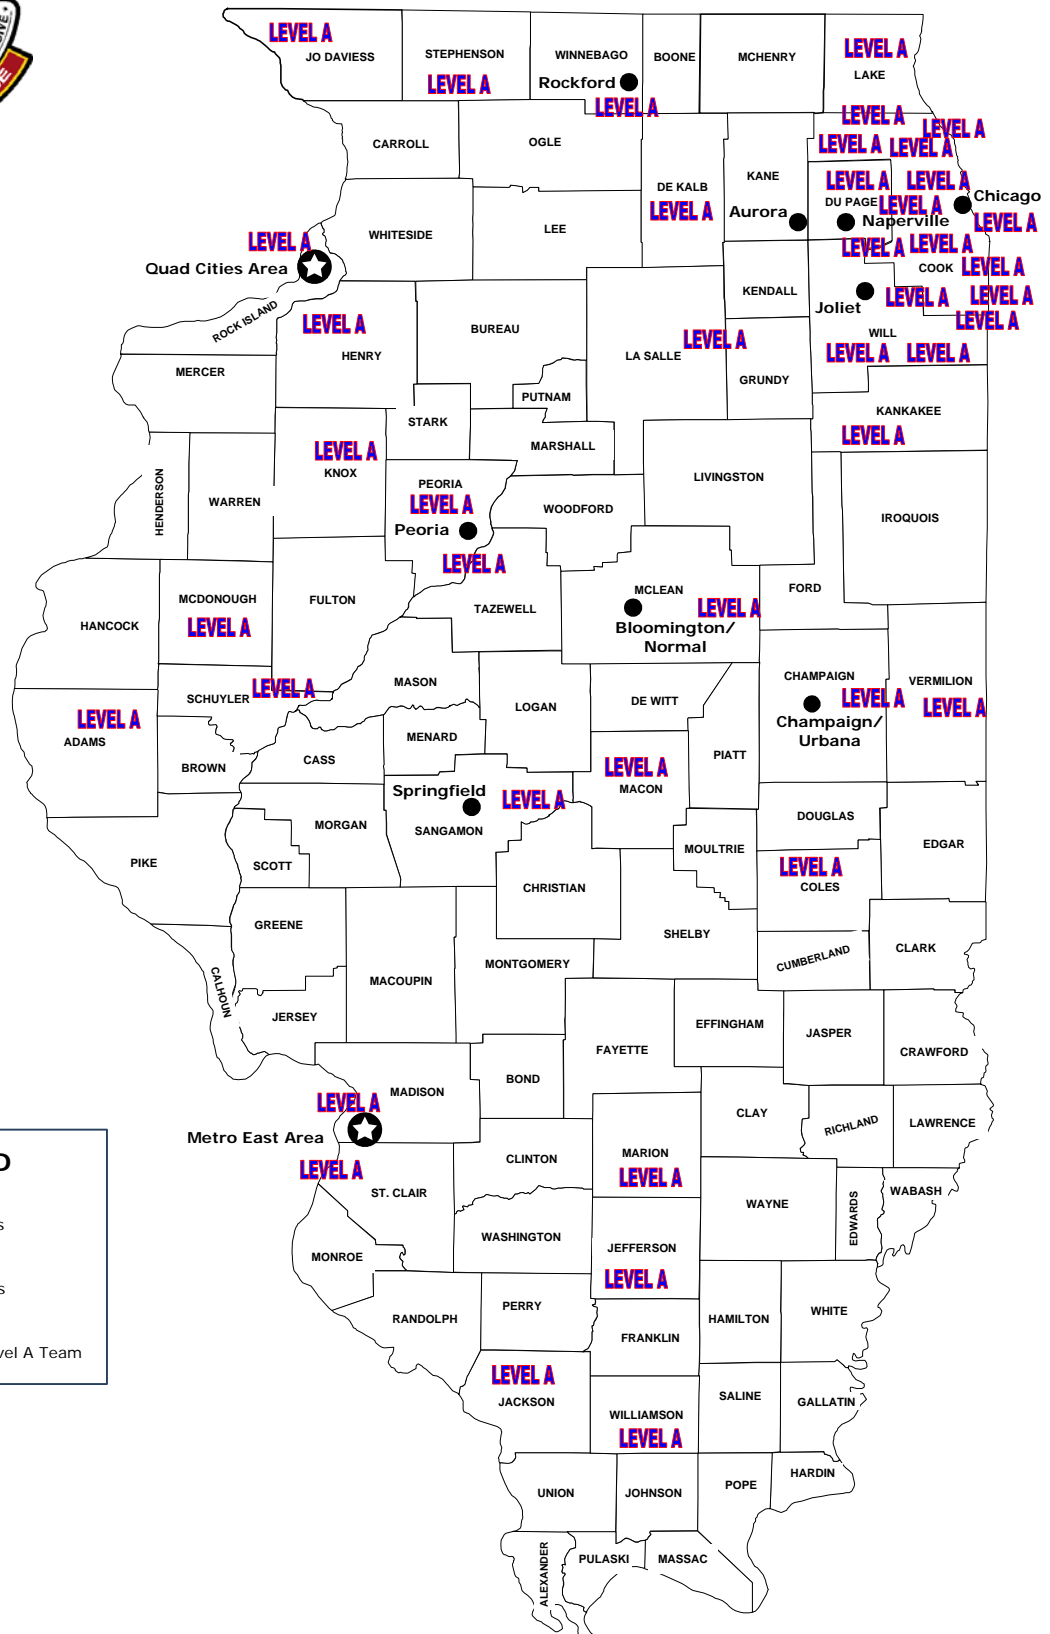 LEVEL A
JO DAVIESS
STEPHENSON
LEVEL A
WINNEBAGO
Rockford
LEVEL A
BOONE
MCHENRY
LEVEL A
LAKE
CARROLL
OGLE
DE KALB
LEVEL A
KANE
Aurora
LEVEL A
LEVEL A
LEVEL A
LEVEL A
LEVEL A
LEVEL A
DU PAGE
LEVEL A
Naperville
Chicago
LEVEL A
LEVEL A
LEVEL A
COOK
LEVEL A
LEVEL A
LEVEL A
LEVEL A
Joliet
WILL
LEVEL A
LEVEL A
WHITESIDE
LEE
LEVEL A
Quad Cities Area
ROCK ISLAND
LEVEL A
HENRY
BUREAU
KENDALL
LA SALLE
LEVEL A
GRUNDY
MERCER
PUTNAM
STARK
MARSHALL
KANKAKEE
LEVEL A
HENDERSON
WARREN
LEVEL A
KNOX
PEORIA
LEVEL A
Peoria
LEVEL A
WOODFORD
LIVINGSTON
IROQUOIS
HANCOCK
MCDONOUGH
LEVEL A
FULTON
TAZEWELL
MCLEAN
LEVEL A
Bloomington/
Normal
FORD
SCHUYLER
LEVEL A
MASON
LOGAN
DE WITT
CHAMPAIGN
LEVEL A
Champaign/
Urbana
VERMILION
LEVEL A
LEVEL A
ADAMS
BROWN
CASS
MENARD
PIATT
LEVEL A
MACON
Springfield
LEVEL A
SANGAMON
MORGAN
SCOTT
PIKE
DOUGLAS
MOULTRIE
EDGAR
LEVEL A
COLES
CHRISTIAN
GREENE
SHELBY
CUMBERLAND
CLARK
CALHOUN
MACOUPIN
MONTGOMERY
JERSEY
EFFINGHAM
JASPER
FAYETTE
CRAWFORD
BOND
MADISON
LEVEL A
Metro East Area
CLAY
RICHLAND
LAWRENCE
CLINTON
MARION
LEVEL A
LEVEL A
ST. CLAIR
WAYNE
EDWARDS
WABASH
WASHINGTON
JEFFERSON
LEVEL A
MONROE
RANDOLPH
PERRY
HAMILTON
WHITE
FRANKLIN
LEVEL A
JACKSON
WILLIAMSON
LEVEL A
SALINE
GALLATIN
UNION
JOHNSON
POPE
HARDIN
ALEXANDER
PULASKI
MASSAC
D
s
s
vel A Team